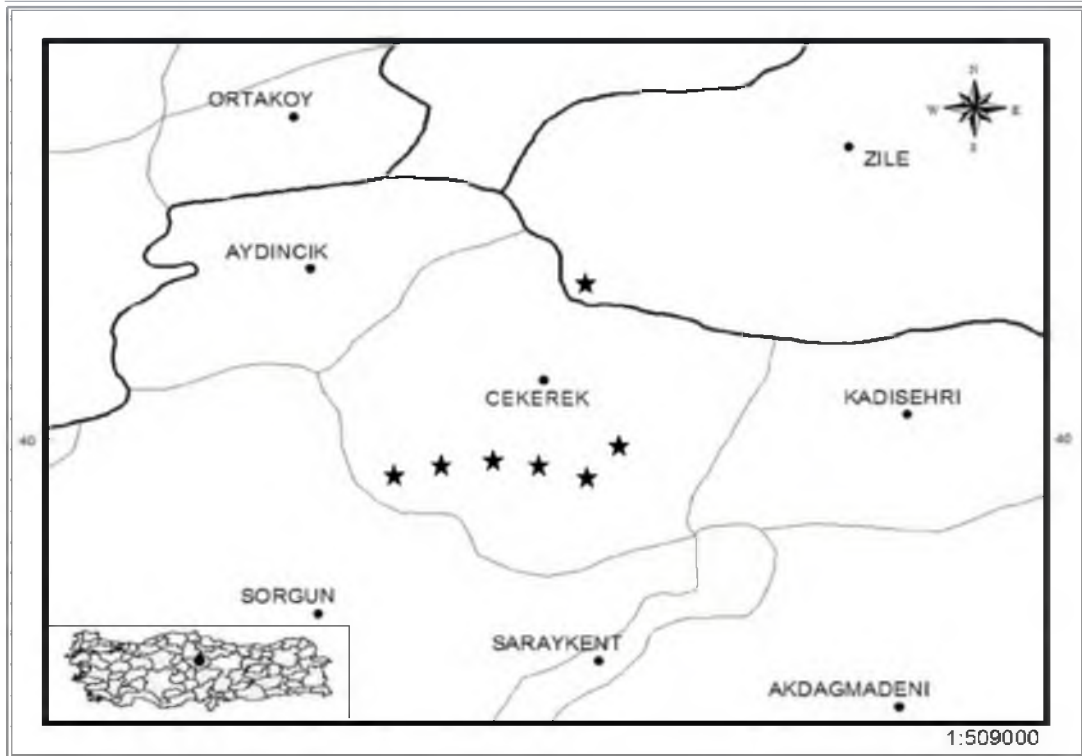 N
ORTAKOY
W E
S
ZILE
AYDINCIK
CEKEREK
KADISEHRI
40 40
SORGUN
SARAYKENT
AKDAGMADENI
1:509000